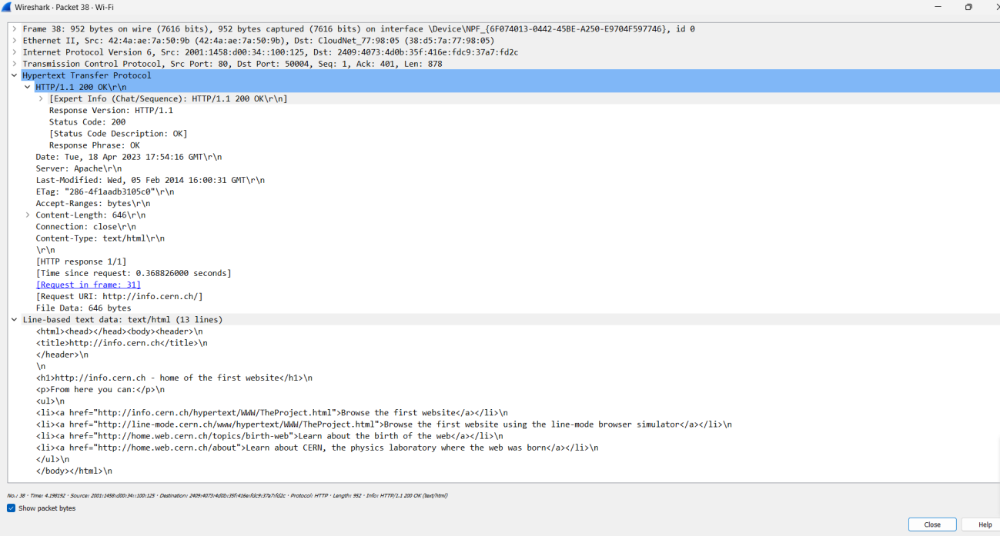 Wireshark · Packet 38 · Wi-Fi
Frame 38: 952 bytes on wire (7616 bits), 952 bytes captured (7616 bits) on interface \Device\NPF_{6F074013-0442-45BE-A250-E9704F597746}, id 0
Ethernet II, Src: 42:4a:ae:7a:50:9b (42:4a:ae:7a:50:9b), Dst: CloudNet_77:98:05 (38:d5:7a:77:98:05)
Internet Protocol Version 6, Src: 2001:1458:d00:34::100:125, Dst: 2409:4073:4d0b:35f:416e:fdc9:37a7:fd2c
Transmission Control Protocol, Src Port: 80, Dst Port: 50004, Seq: 1, Ack: 401, Len: 878
Hypertext Transfer Protocol
HTTP/1.1 200 OK\r\n
[Expert Info (Chat/Sequence): HTTP/1.1 200 OK\r\n]
Response Version: HTTP/1.1
Status Code: 200
[Status Code Description: OK]
Response Phrase: OK
Date: Tue, 18 Apr 2023 17:54:16 GMT\r\n
Server: Apache\r\n
Last-Modified: Wed, 05 Feb 2014 16:00:31 GMT\r\n
ETag: "286-4f1aadb3105c0"\r\n
Accept-Ranges: bytes\r\n
Content-Length: 646\r\n
Connection: close\r\n
Content-Type: text/html\r\n
\r\n
[HTTP response 1/1]
[Time since request: 0.368826000 seconds]
[Request in frame: 31]
[Request URI: http://info.cern.ch/]
File Data: 646 bytes
Line-based text data: text/html (13 lines)
<html><head></head><body><header>\n
<title>http://info.cern.ch</title>\n
</header>\n
\n
<h1>http://info.cern.ch - home of the first website</h1>\n
<p>From here you can:</p>\n
<ul>\n
<li><a href="http://info.cern.ch/hypertext/WWW/TheProject.html">Browse the first website</a></li>\n
<li><a href="http://line-mode.cern.ch/www/hypertext/WWW/TheProject.html">Browse the first website using the line-mode browser simulator</a></li>\n
<li><a href="http://home.web.cern.ch/topics/birth-web">Learn about the birth of the web</a></li>\n
<li><a href="http://home.web.cern.ch/about">Learn about CERN, the physics laboratory where the web was born</a></li>\n
</ul>\n
</body></html>\n
No.: 38 · Time: 4.198192 · Source: 2001:1458:d00:34::100:125 · Destination: 2409:4073:4d0b:35f:416e:fdc9:37a7:fd2c · Protocol: HTTP · Length: 952 · Info: HTTP/1.1 200 OK (text/html)
Show packet bytes
Close
Help